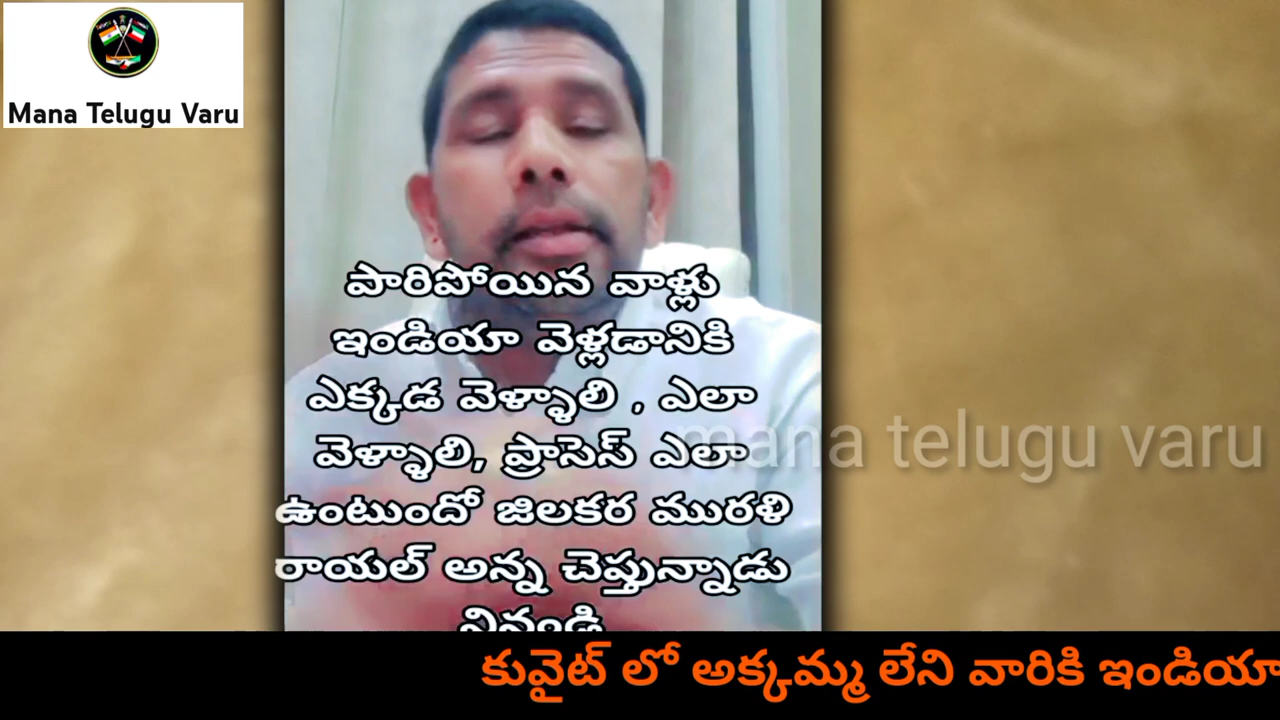 Mana Telugu Varu
పారిపోయిన వాళ్లు
ఇండియా వెళ్లడానికి
ఎక్కడ వెళ్ళాలి , ఎలా
వెళ్ళాలి, ప్రాసెస్ ఎలా
mana telugu varu
ఉంటుందో జిలకర మురళి
రాయల్ అన్న చెప్తున్నాడు
వినండి
కువైట్ లో అక్కమ్మ లేని వారికి ఇండియా